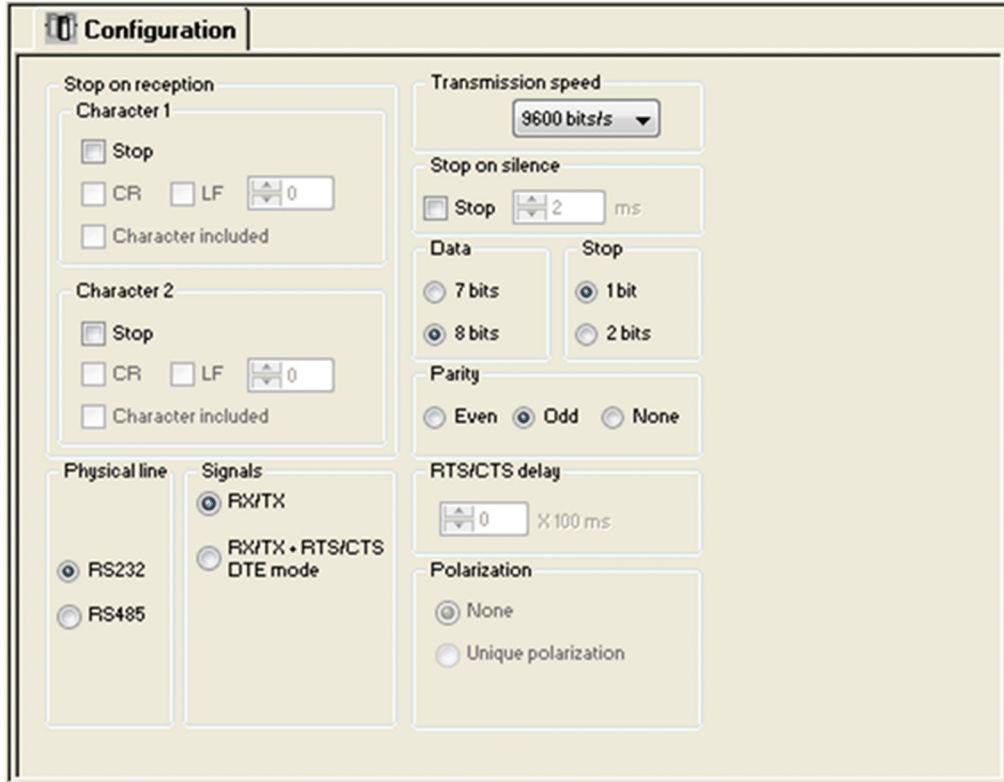 Configuration
Stop on reception
Character 1
Stop
CR LF 0
Character included
Character 2
Stop
CR LF 0
Character included
Physical line
RS232
RS485
Signals
RX/TX
RX/TX + RTS/CTS
DTE mode
Transmission speed
9600 bits/s
Stop on silence
Stop 2 ms
Data
7 bits
8 bits
Stop
1 bit
2 bits
Parity
Even Odd None
RTS/CTS delay
0 X 100 ms
Polarization
None
Unique polarization